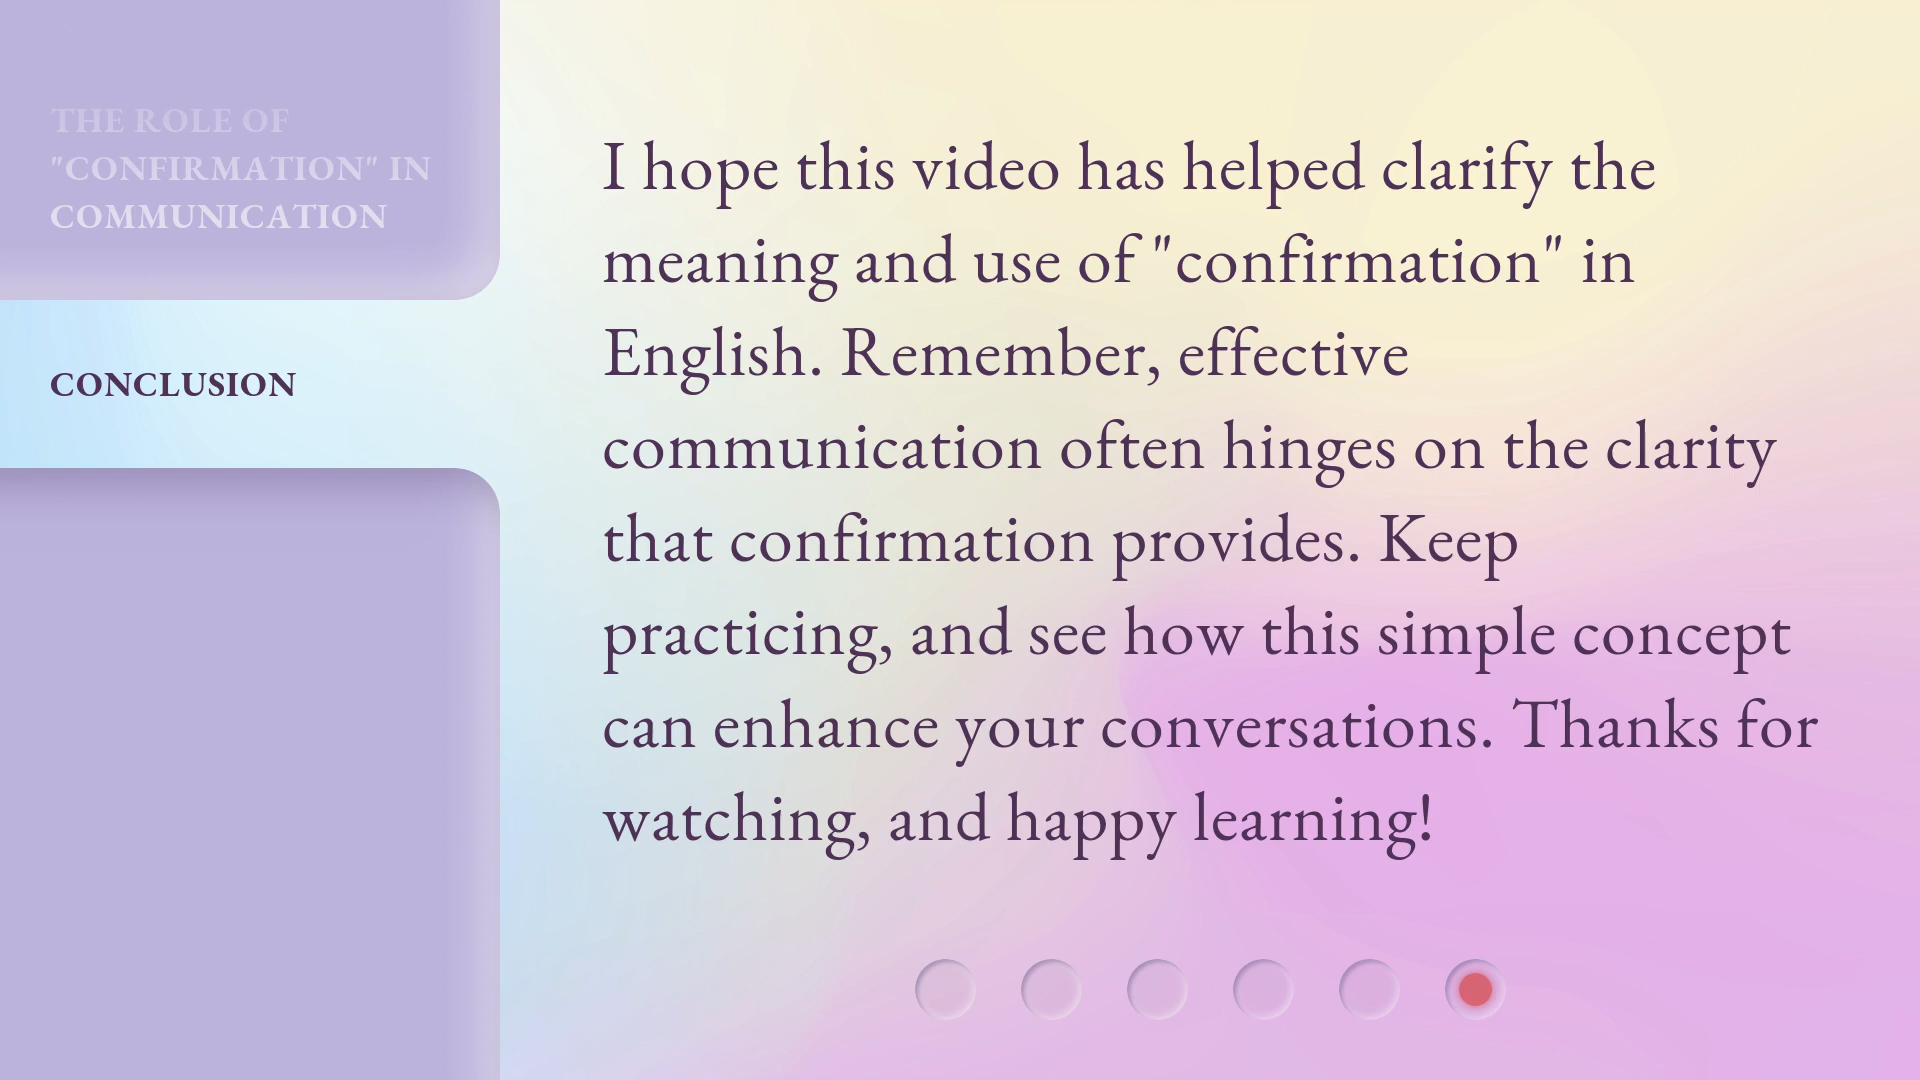 THE ROLE OF
"CONFIRMATION" IN
COMMUNICATION
CONCLUSION
I hope this video has helped clarify the
meaning and use of "confirmation" in
English. Remember, effective
communication often hinges on the clarity
that confirmation provides. Keep
practicing, and see how this simple concept
can enhance your conversations. Thanks for
watching, and happy learning!